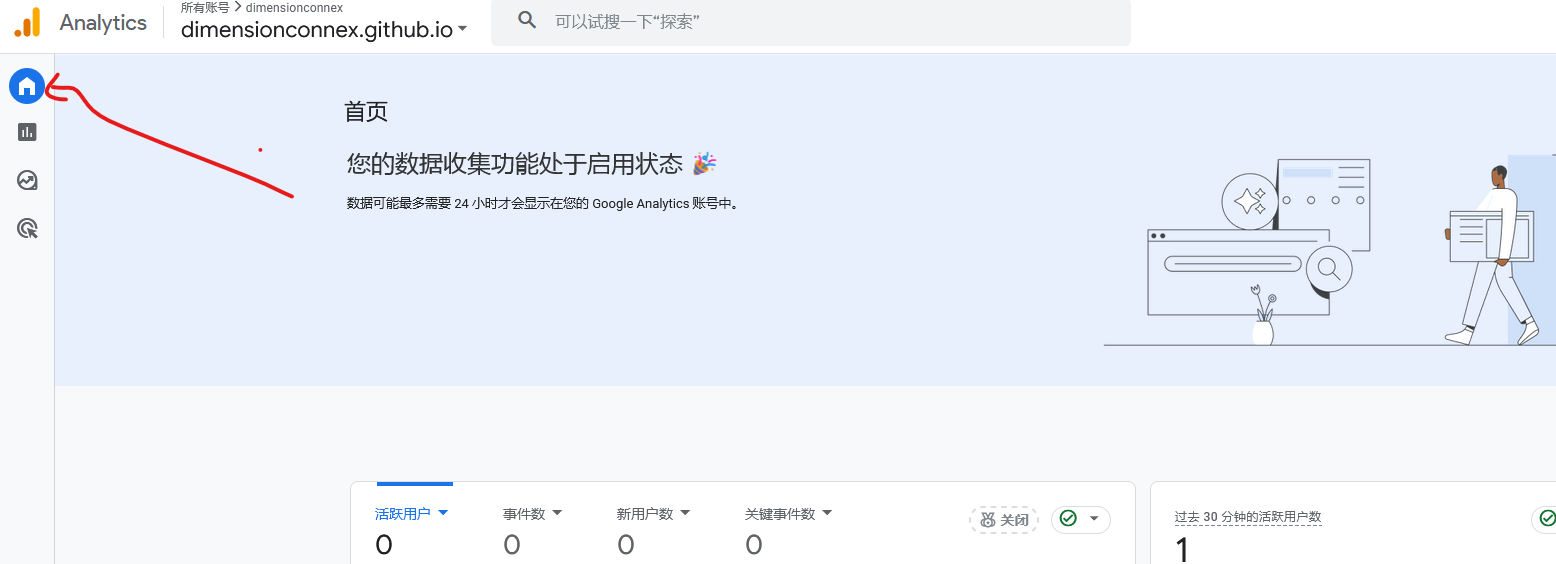 所有账号 > dimensionconnex
Analytics
dimensionconnex.github.io
可以试搜一下“探索”
首页
您的数据收集功能处于启用状态 🎉
数据可能最多需要 24 小时才会显示在您的 Google Analytics 账号中。
活跃用户 事件数 新用户数 关键事件数 关闭
0 0 0 0
过去 30 分钟的活跃用户数
1